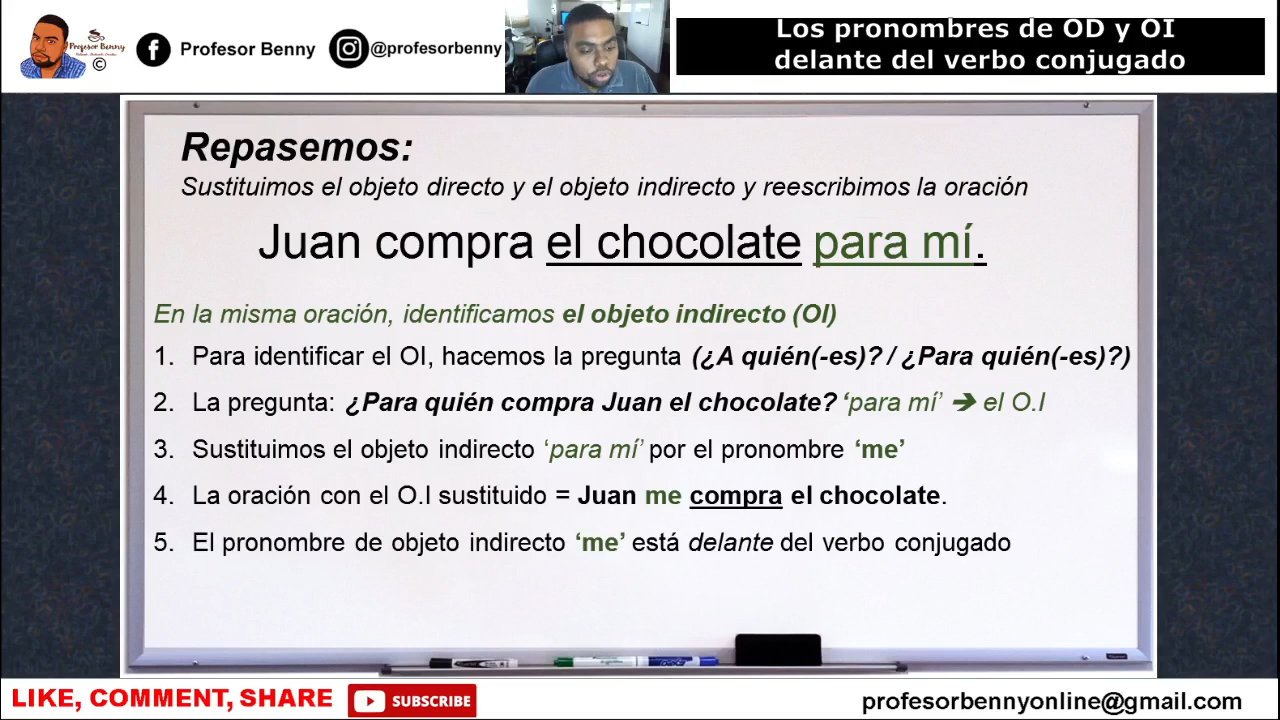 Profesor Benny
©
Profesor Benny
@profesorbenny
Los pronombres de OD y OI
delante del verbo conjugado
Repasemos:
Sustituimos el objeto directo y el objeto indirecto y reescribimos la oración
Juan compra el chocolate para mí.
En la misma oración, identificamos el objeto indirecto (OI)
1. Para identificar el OI, hacemos la pregunta (¿A quién(-es)? / ¿Para quién(-es)?)
2. La pregunta: ¿Para quién compra Juan el chocolate? ‘para mí’ ➔ el O.I
3. Sustituimos el objeto indirecto ‘para mí’ por el pronombre ‘me’
4. La oración con el O.I sustituido = Juan me compra el chocolate.
5. El pronombre de objeto indirecto ‘me’ está delante del verbo conjugado
LIKE, COMMENT, SHARE
SUBSCRIBE
profesorbennyonline@gmail.com